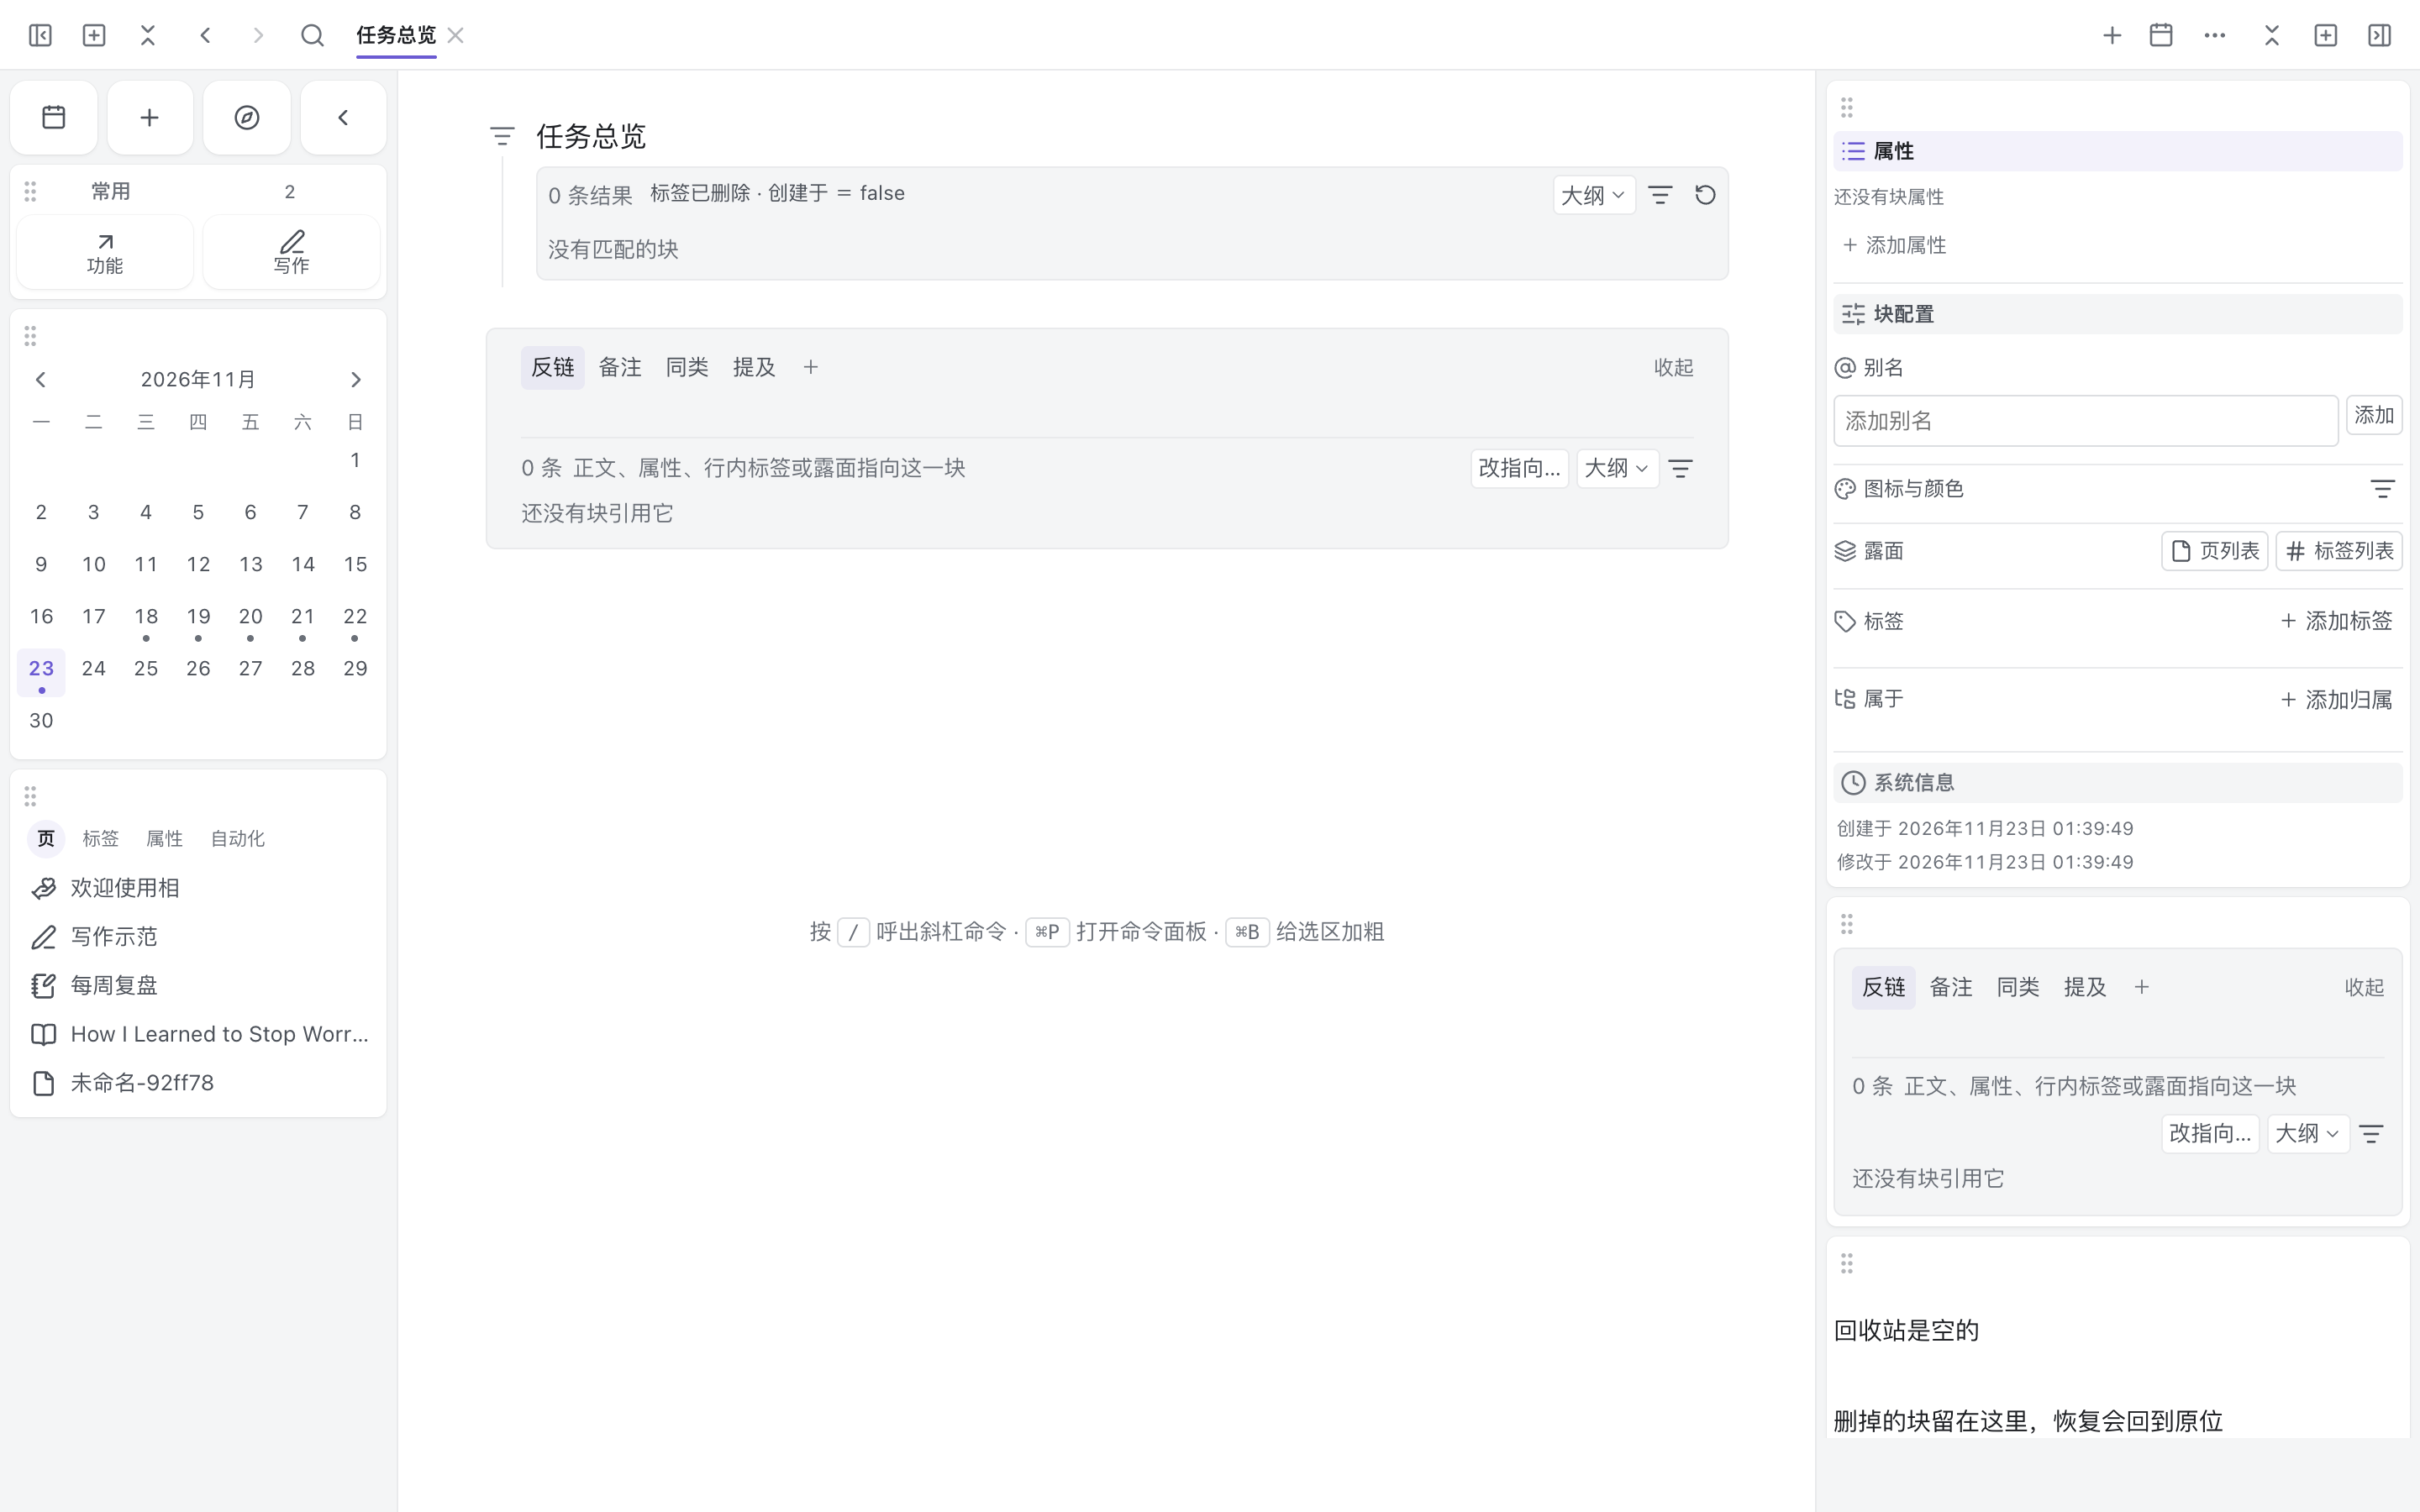 任务总览
常用 2
功能 写作
2026年11月
一 二 三 四 五 六 日
1
2 3 4 5 6 7 8
9 10 11 12 13 14 15
16 17 18 19 20 21 22
23 24 25 26 27 28 29
30
页 标签 属性 自动化
欢迎使用相
写作示范
每周复盘
How I Learned to Stop Worr...
未命名-92ff78
任务总览
0 条结果 标签已删除 · 创建于 = false 大纲
没有匹配的块
反链 备注 同类 提及 + 收起
0 条 正文、属性、行内标签或露面指向这一块 改指向... 大纲
还没有块引用它
按 / 呼出斜杠命令 · ⌘P 打开命令面板 · ⌘B 给选区加粗
属性
还没有块属性
+ 添加属性
块配置
别名
添加别名 添加
图标与颜色
露面 页列表 # 标签列表
标签 + 添加标签
属于 + 添加归属
系统信息
创建于 2026年11月23日 01:39:49
修改于 2026年11月23日 01:39:49
反链 备注 同类 提及 + 收起
0 条 正文、属性、行内标签或露面指向这一块
改指向... 大纲
还没有块引用它
回收站是空的
删掉的块留在这里，恢复会回到原位